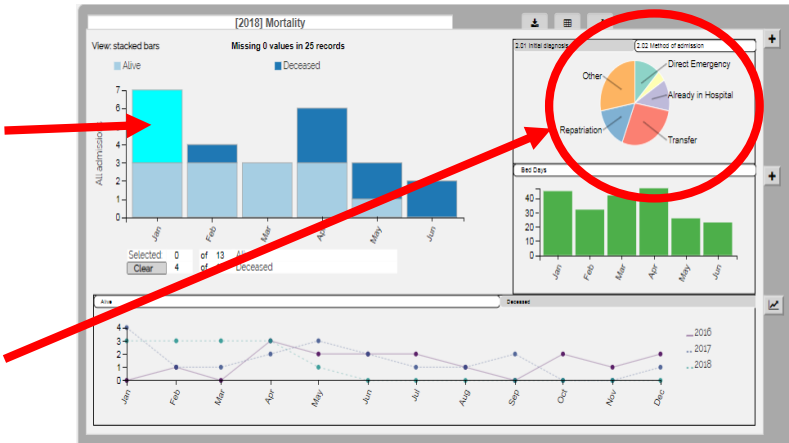 [2018] Mortality
View: stacked bars
Missing 0 values in 25 records
Alive
Deceased
All admissions
7
4
3
2
1
0
Jan
Feb
Mar
Apr
May
Jun
Selected 0 of 13
Clear 4 of Deceased
2.01 Initial diagnosis
2.02 Method of admission
Other
Direct Emergency
Already in Hospital
Repatriation
Transfer
Bed Days
40
30
20
10
0
Jan
Feb
Mar
Apr
May
Jun
Alive
Deceased
4
3
2
1
0
Jan
Feb
Mar
Apr
May
Jun
Jul
Aug
Sep
Oct
Nov
Dec
2016
2017
2018